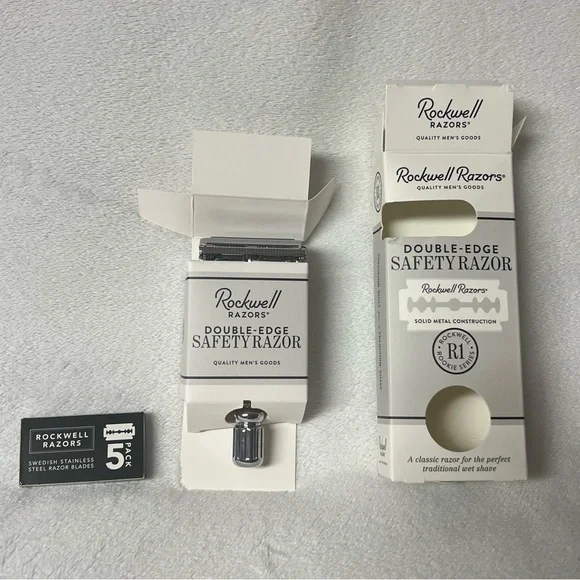 ROCKWELL
RAZORS
SWEDISH STAINLESS
STEEL RAZOR BLADES
5
PACK
Rockwell
RAZORS®
DOUBLE-EDGE
SAFETY RAZOR
QUALITY MEN'S GOODS
Rockwell
RAZORS®
QUALITY MEN'S GOODS
Rockwell Razors®
QUALITY MEN'S GOODS
DOUBLE-EDGE
SAFETY RAZOR
Rockwell Razors®
SOLID METAL CONSTRUCTION
ROCKWELL
R1
ROOKIE SERIES
A classic razor for the perfect
traditional wet shave